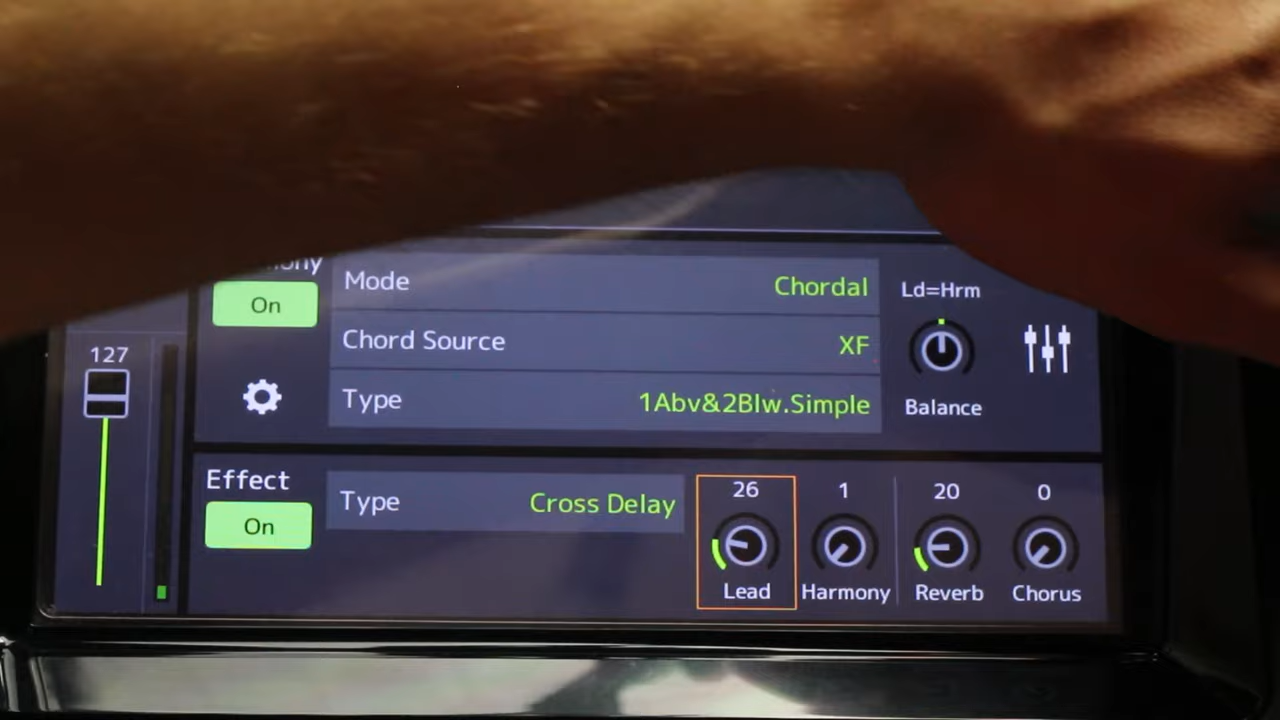 Mode Chordal Ld=Hrm
On
127
Chord Source XF
Type 1Abv&2Blw.Simple Balance
Effect
Type Cross Delay
On
26 1 20 0
Lead Harmony Reverb Chorus